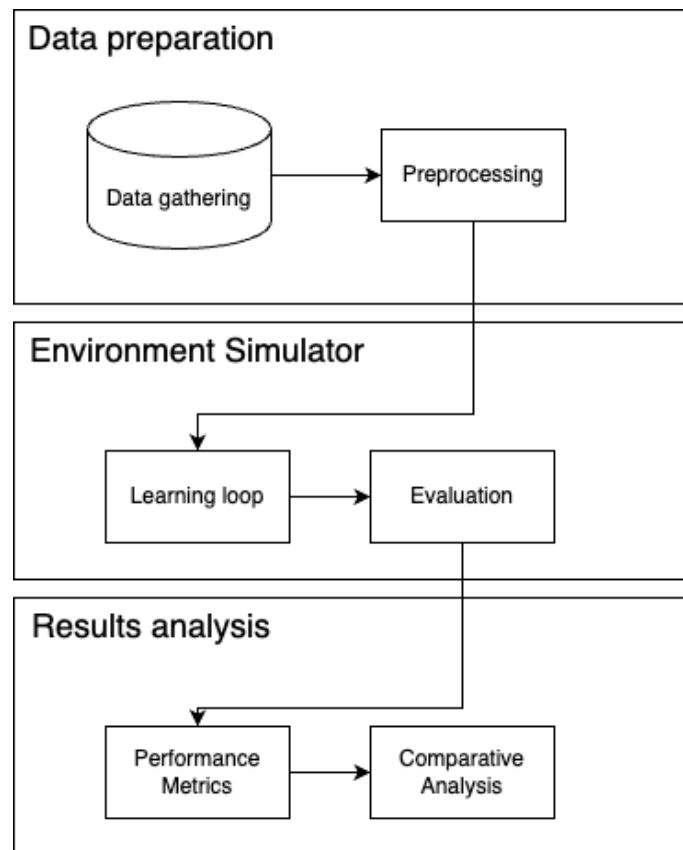 Data preparation
Data gathering
Preprocessing
Environment Simulator
Learning loop
Evaluation
Results analysis
Performance
Metrics
Comparative
Analysis